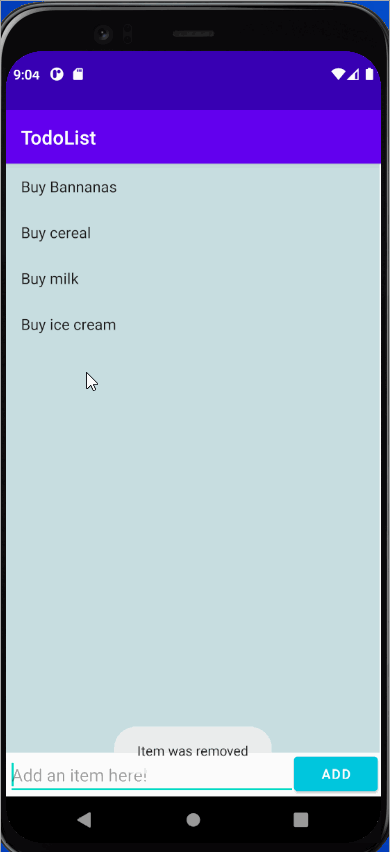 9:04
TodoList
Buy Bannanas
Buy cereal
Buy milk
Buy ice cream
Item was removed
Add an item here!
ADD